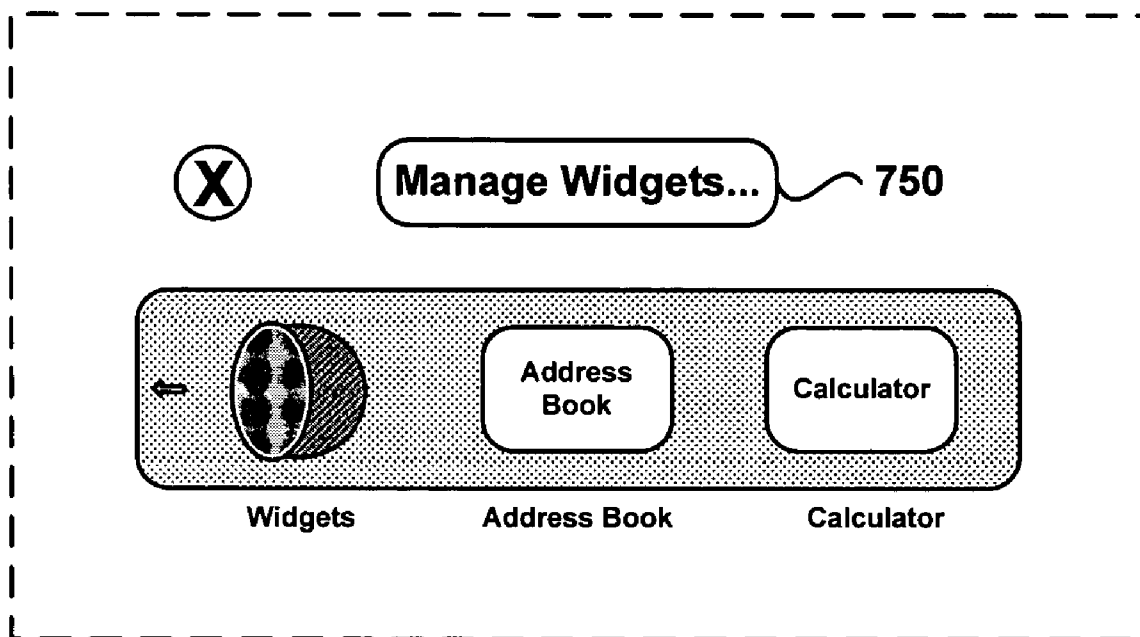 X
Manage Widgets...
750
Address
Book
Calculator
Widgets
Address Book
Calculator